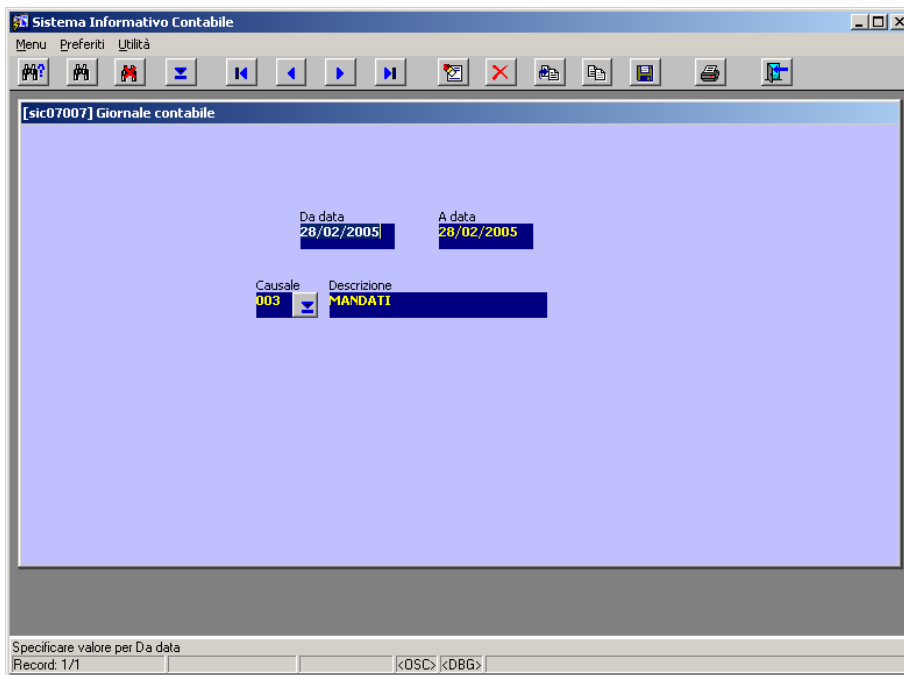 Sistema Informativo Contabile
Menu Preferiti Utilità
[sic07007] Giornale contabile
Da data A data
28/02/2005 28/02/2005
Causale Descrizione
003 MANDATI
Specificare valore per Da data
Record: 1/1 <OSC> <DBG>